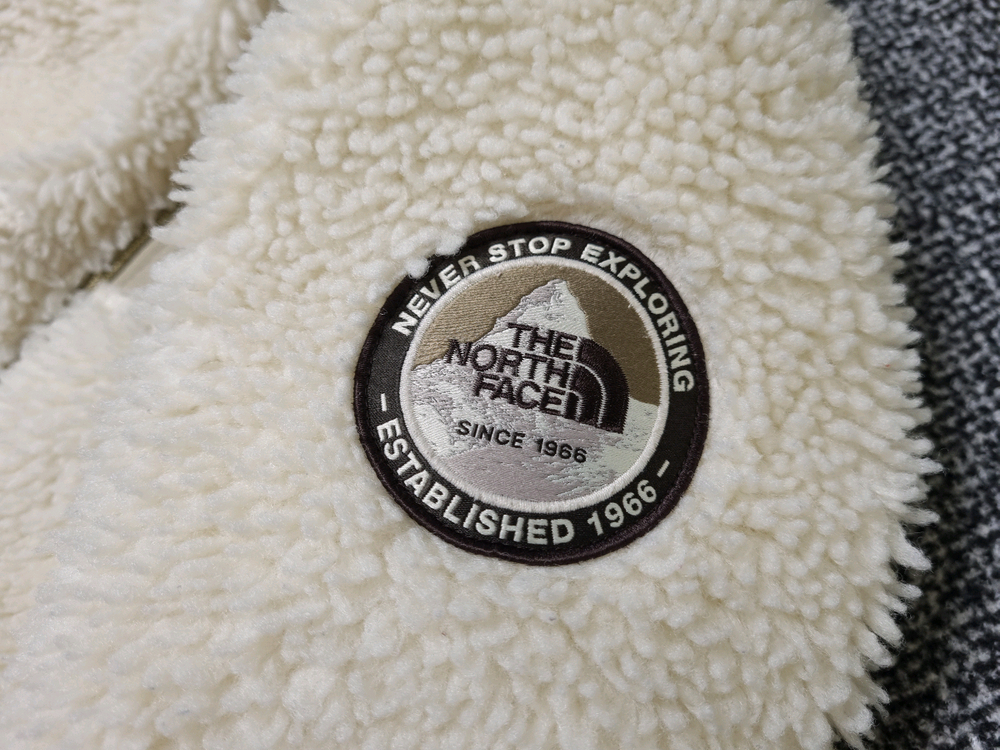 NEVER STOP EXPLORING
THE
NORTH
FACE
SINCE 1966
- ESTABLISHED 1966 -